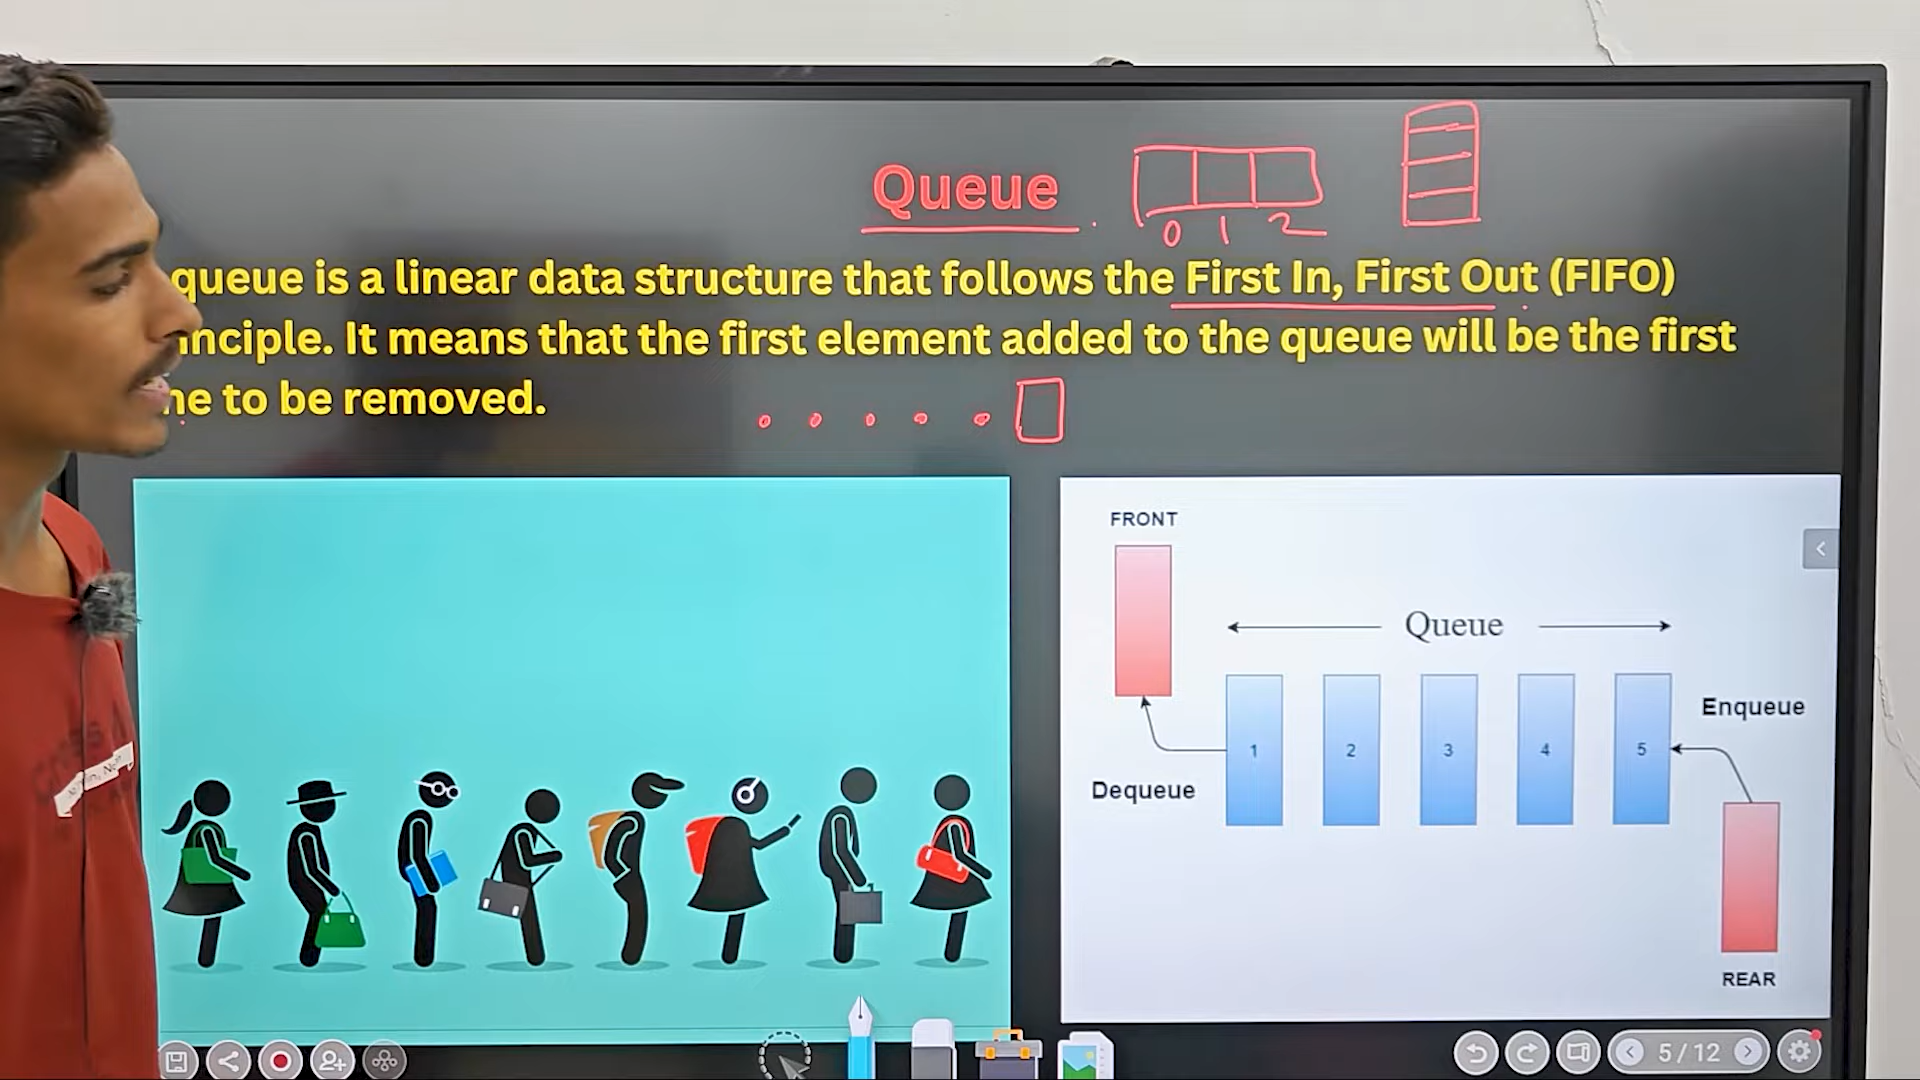 Queue
0 1 2
queue is a linear data structure that follows the First In, First Out (FIFO)
It means that the first element added to the queue will be the first
to be removed.
FRONT
Queue
1 2 3 4 5
Enqueue
Dequeue
REAR
5 / 12